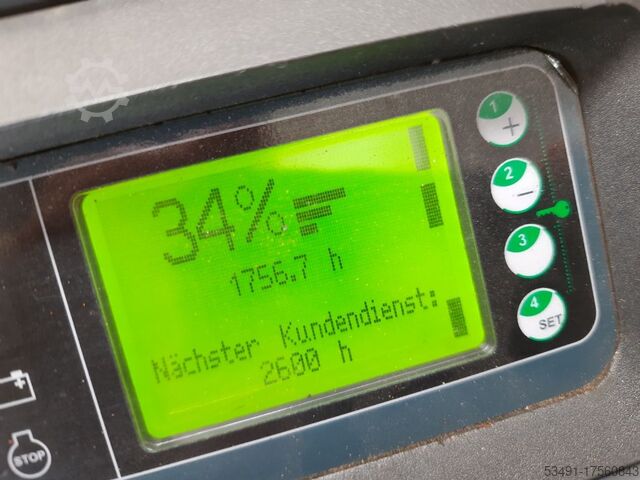 34%
1756.7 h
Nächster Kundendienst:
2600 h
1
+
2
-
3
4
SET
STOP
53491-17560843